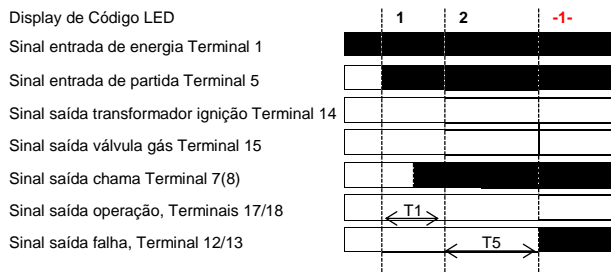 Display de Código LED 1 2 -1-
Sinal entrada de energia Terminal 1
Sinal entrada de partida Terminal 5
Sinal saída transformador ignição Terminal 14
Sinal saída válvula gás Terminal 15
Sinal saída chama Terminal 7(8)
Sinal saída operação, Terminais 17/18 T1
Sinal saída falha, Terminal 12/13 T5